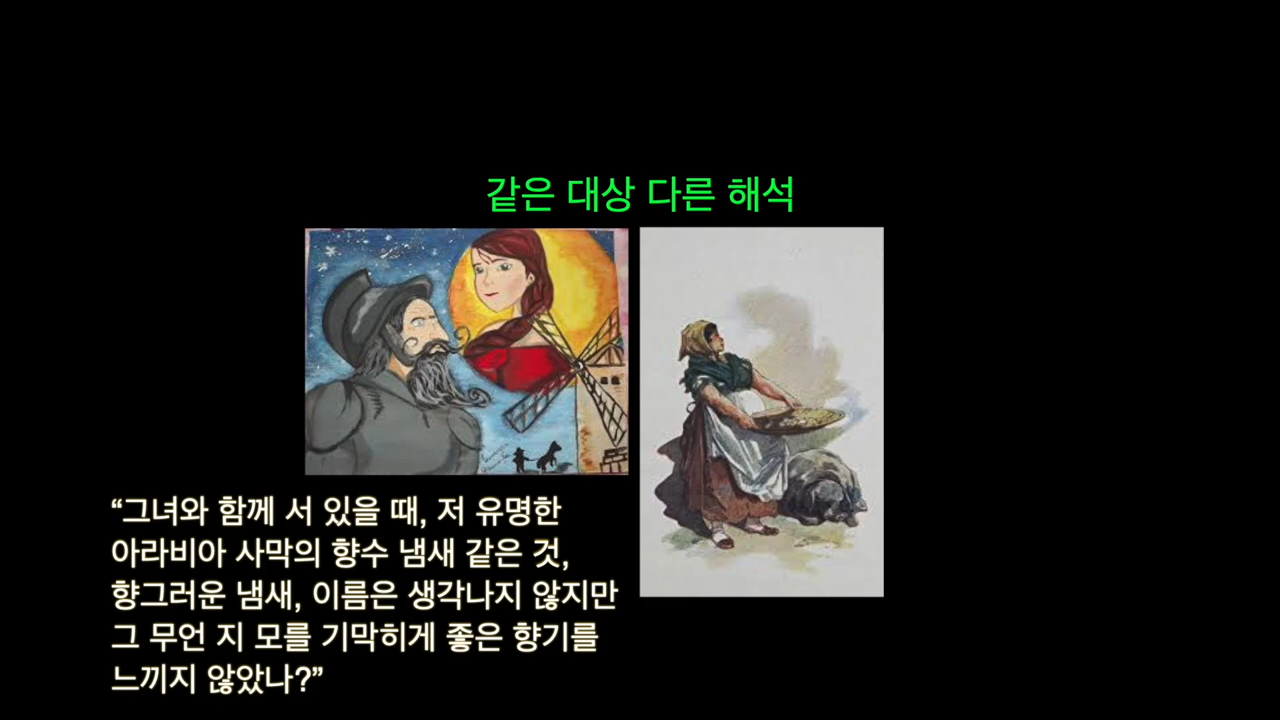 같은 대상 다른 해석
“그녀와 함께 서 있을 때, 저 유명한
아라비아 사막의 향수 냄새 같은 것,
향그러운 냄새, 이름은 생각나지 않지만
그 무언 지 모를 기막히게 좋은 향기를
느끼지 않았나?”